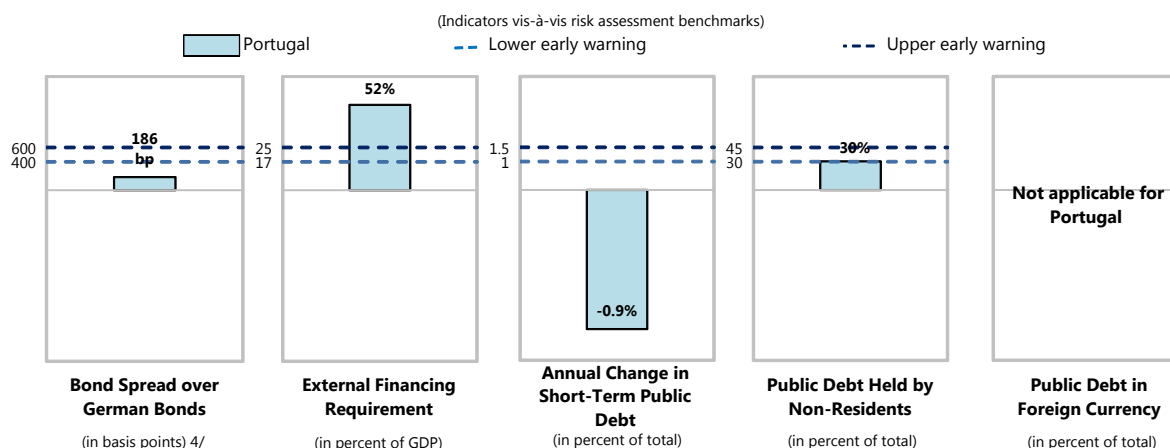 (Indicators vis-à-vis risk assessment benchmarks)
Portugal Lower early warning Upper early warning
600
400
186
bp
25
17
52%
1.5
1
-0.9%
45
30
30%
Not applicable for
Portugal
Bond Spread over
German Bonds
(in basis points) 4/
External Financing
Requirement
(in percent of GDP)
Annual Change in
Short-Term Public
Debt
(in percent of total)
Public Debt Held by
Non-Residents
(in percent of total)
Public Debt in
Foreign Currency
(in percent of total)